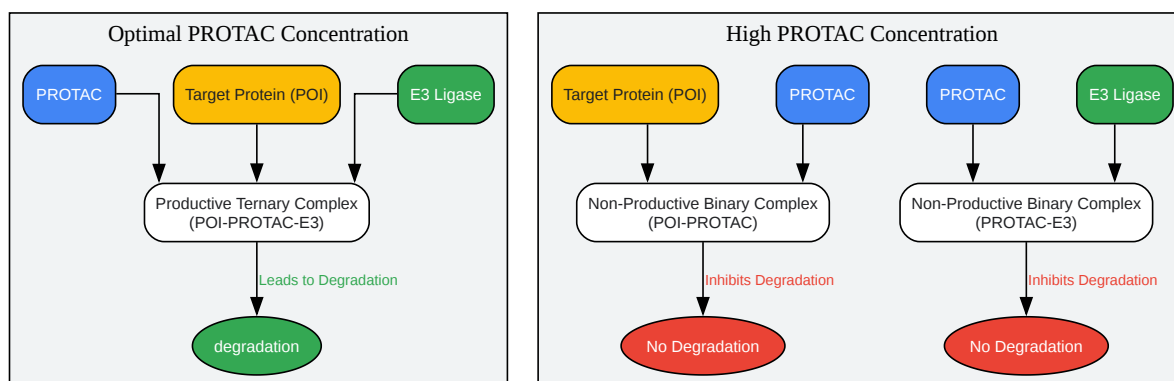 Optimal PROTAC Concentration
PROTAC
Target Protein (POI)
E3 Ligase
Productive Ternary Complex
(POI-PROTAC-E3)
Leads to Degradation
degradation
High PROTAC Concentration
Target Protein (POI)
PROTAC
PROTAC
E3 Ligase
Non-Productive Binary Complex
(POI-PROTAC)
Non-Productive Binary Complex
(PROTAC-E3)
Inhibits Degradation
Inhibits Degradation
No Degradation
No Degradation